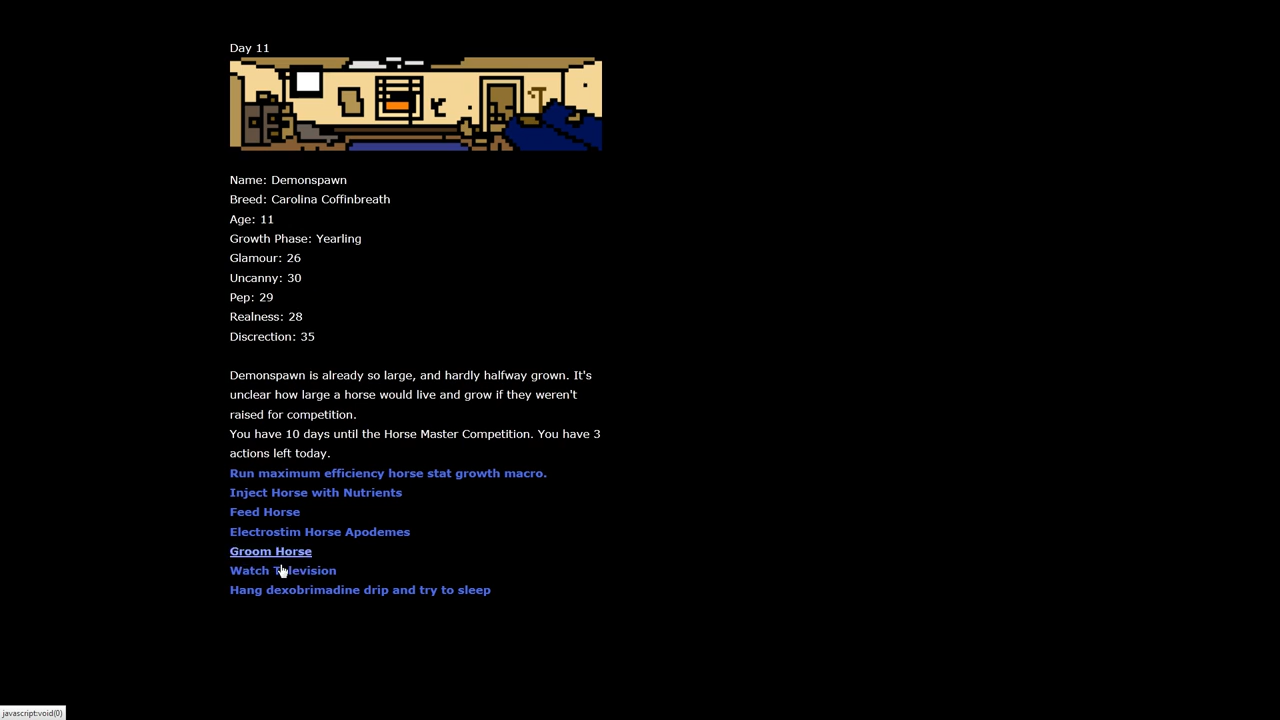 Day 11
Name: Demonspawn
Breed: Carolina Coffinbreath
Age: 11
Growth Phase: Yearling
Glamour: 26
Uncanny: 30
Pep: 29
Realness: 28
Discrection: 35
Demonspawn is already so large, and hardly halfway grown. It's
unclear how large a horse would live and grow if they weren't
raised for competition.
You have 10 days until the Horse Master Competition. You have 3
actions left today.
Run maximum efficiency horse stat growth macro.
Inject Horse with Nutrients
Feed Horse
Electrostim Horse Apodemes
Groom Horse
Watch Television
Hang dexobrimadine drip and try to sleep
javascript:void(0)